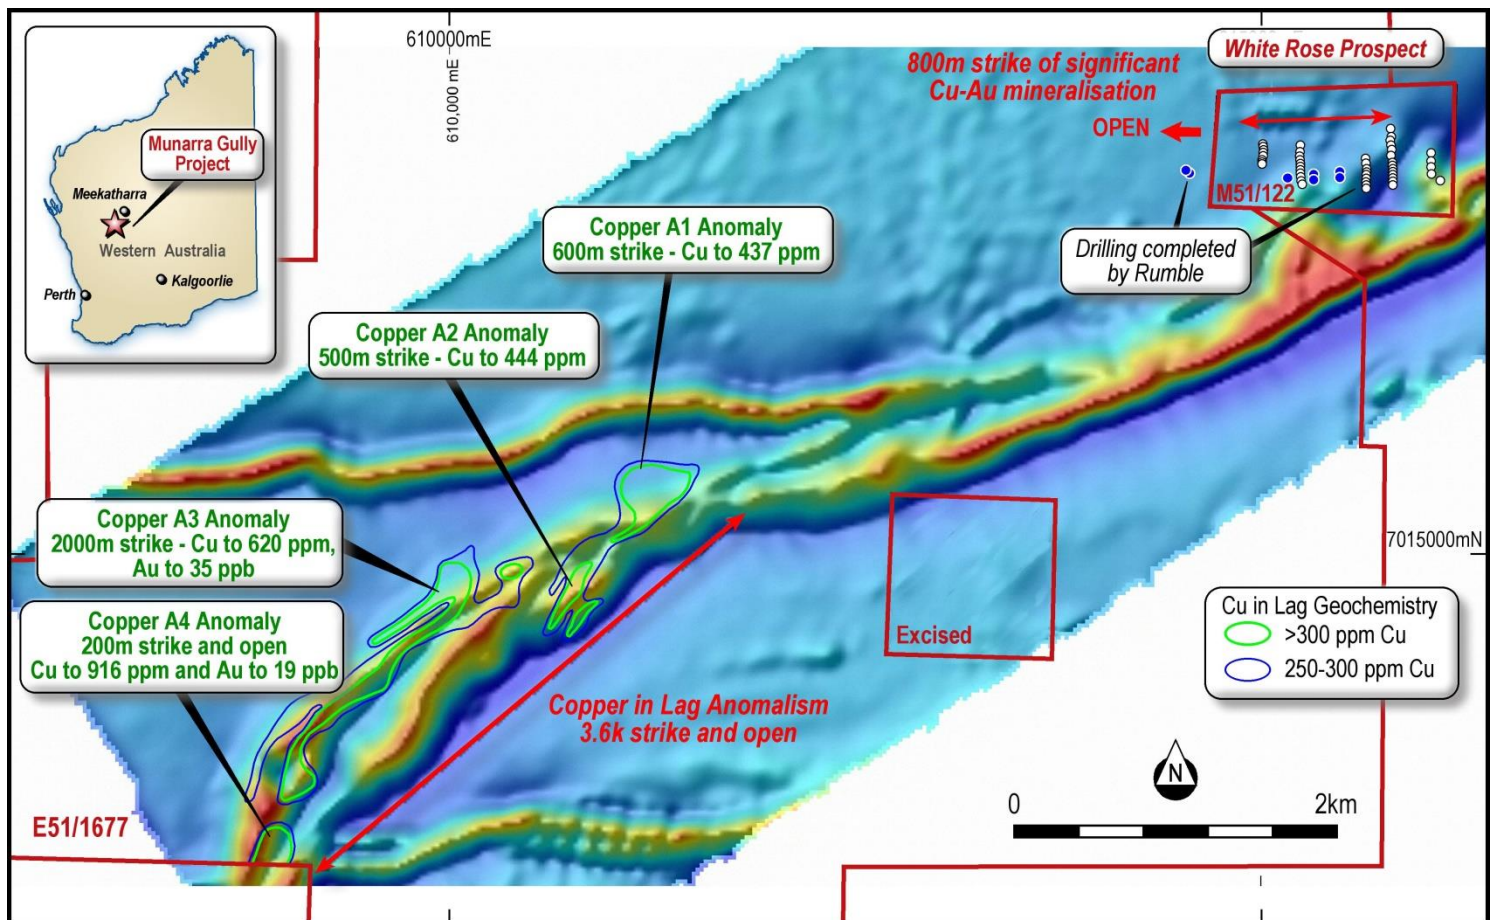 610000mE
610,000 mE
800m strike of significant
Cu-Au mineralisation
OPEN
White Rose Prospect
M51/122
Drilling completed
by Rumble
Munarra Gully
Project
Meekatharra
Western Australia
Kalgoorlie
Perth
Copper A1 Anomaly
600m strike - Cu to 437 ppm
Copper A2 Anomaly
500m strike - Cu to 444 ppm
Copper A3 Anomaly
2000m strike - Cu to 620 ppm,
Au to 35 ppb
Copper A4 Anomaly
200m strike and open
Cu to 916 ppm and Au to 19 ppb
7015000mN
Excised
Cu in Lag Geochemistry
>300 ppm Cu
250-300 ppm Cu
Copper in Lag Anomalism
3.6k strike and open
N
0 2km
E51/1677